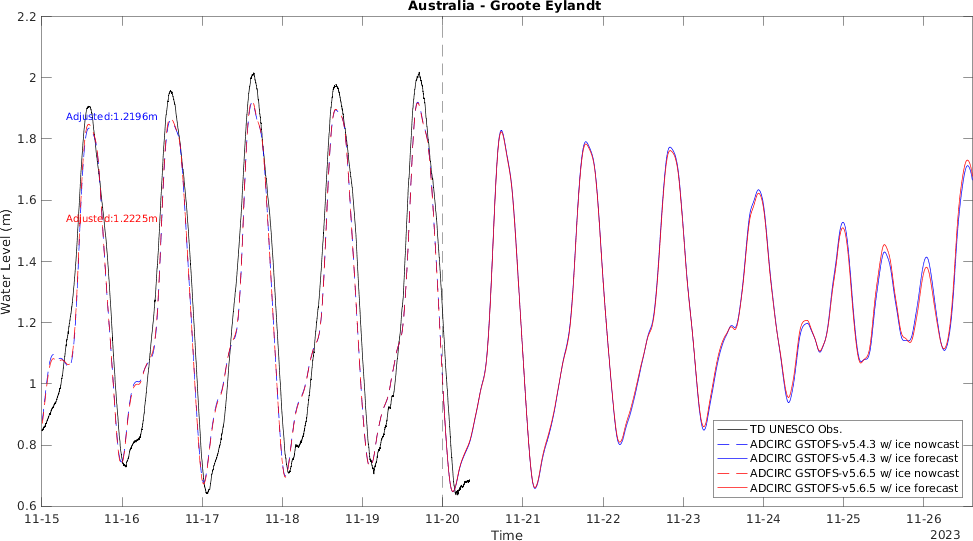 Australia - Groote Eylandt
2.2
2
1.8
1.6
1.4
1.2
1
0.8
0.6
Water Level (m)
Adjusted:1.2196m
Adjusted:1.2225m
TD UNESCO Obs.
ADCIRC GSTOFS-v5.4.3 w/ ice nowcast
ADCIRC GSTOFS-v5.4.3 w/ ice forecast
ADCIRC GSTOFS-v5.6.5 w/ ice nowcast
ADCIRC GSTOFS-v5.6.5 w/ ice forecast
11-15 11-16 11-17 11-18 11-19 11-20 11-21 11-22 11-23 11-24 11-25 11-26
Time
2023